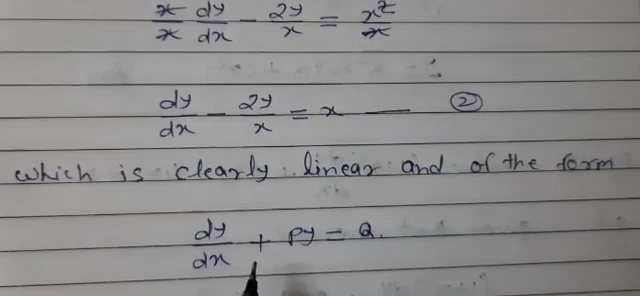 x/x dy/dx - 2y/x = x²/x
dy/dx - 2y/x = x — ②
which is clearly linear and of the form
dy/dx + py = Q.